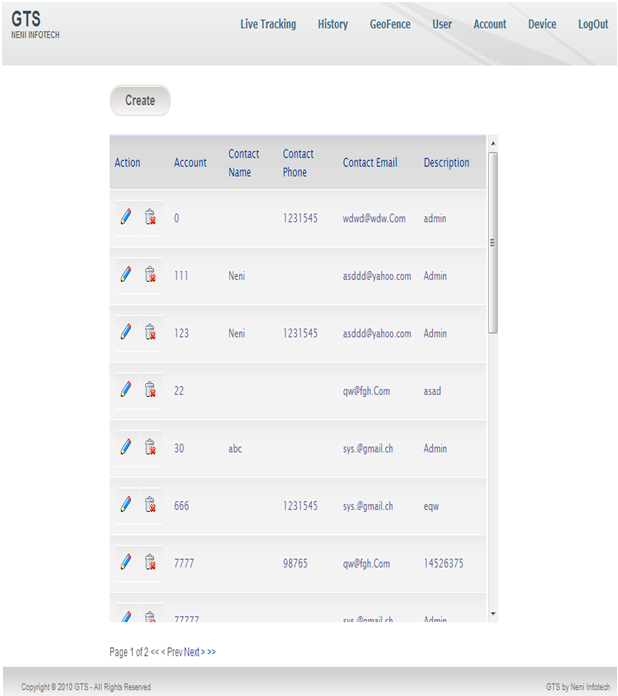 GTS
NENI INFOTECH
Live Tracking History GeoFence User Account Device LogOut
Create
Action Account Contact Name Contact Phone Contact Email Description
0 1231545 wdwd@wdw.Com admin
111 Neni asddd@yahoo.com Admin
123 Neni 1231545 asddd@yahoo.com Admin
22 qw@fgh.Com asad
30 abc sys.@gmail.ch Admin
666 1231545 sys.@gmail.ch eqw
7777 98765 qw@fgh.Com 14526375
77777 sys.@gmail.ch Admin
Page 1 of 2 << < Prev Next > >>
Copyright © 2010 GTS - All Rights Reserved GTS by Neni Infotech